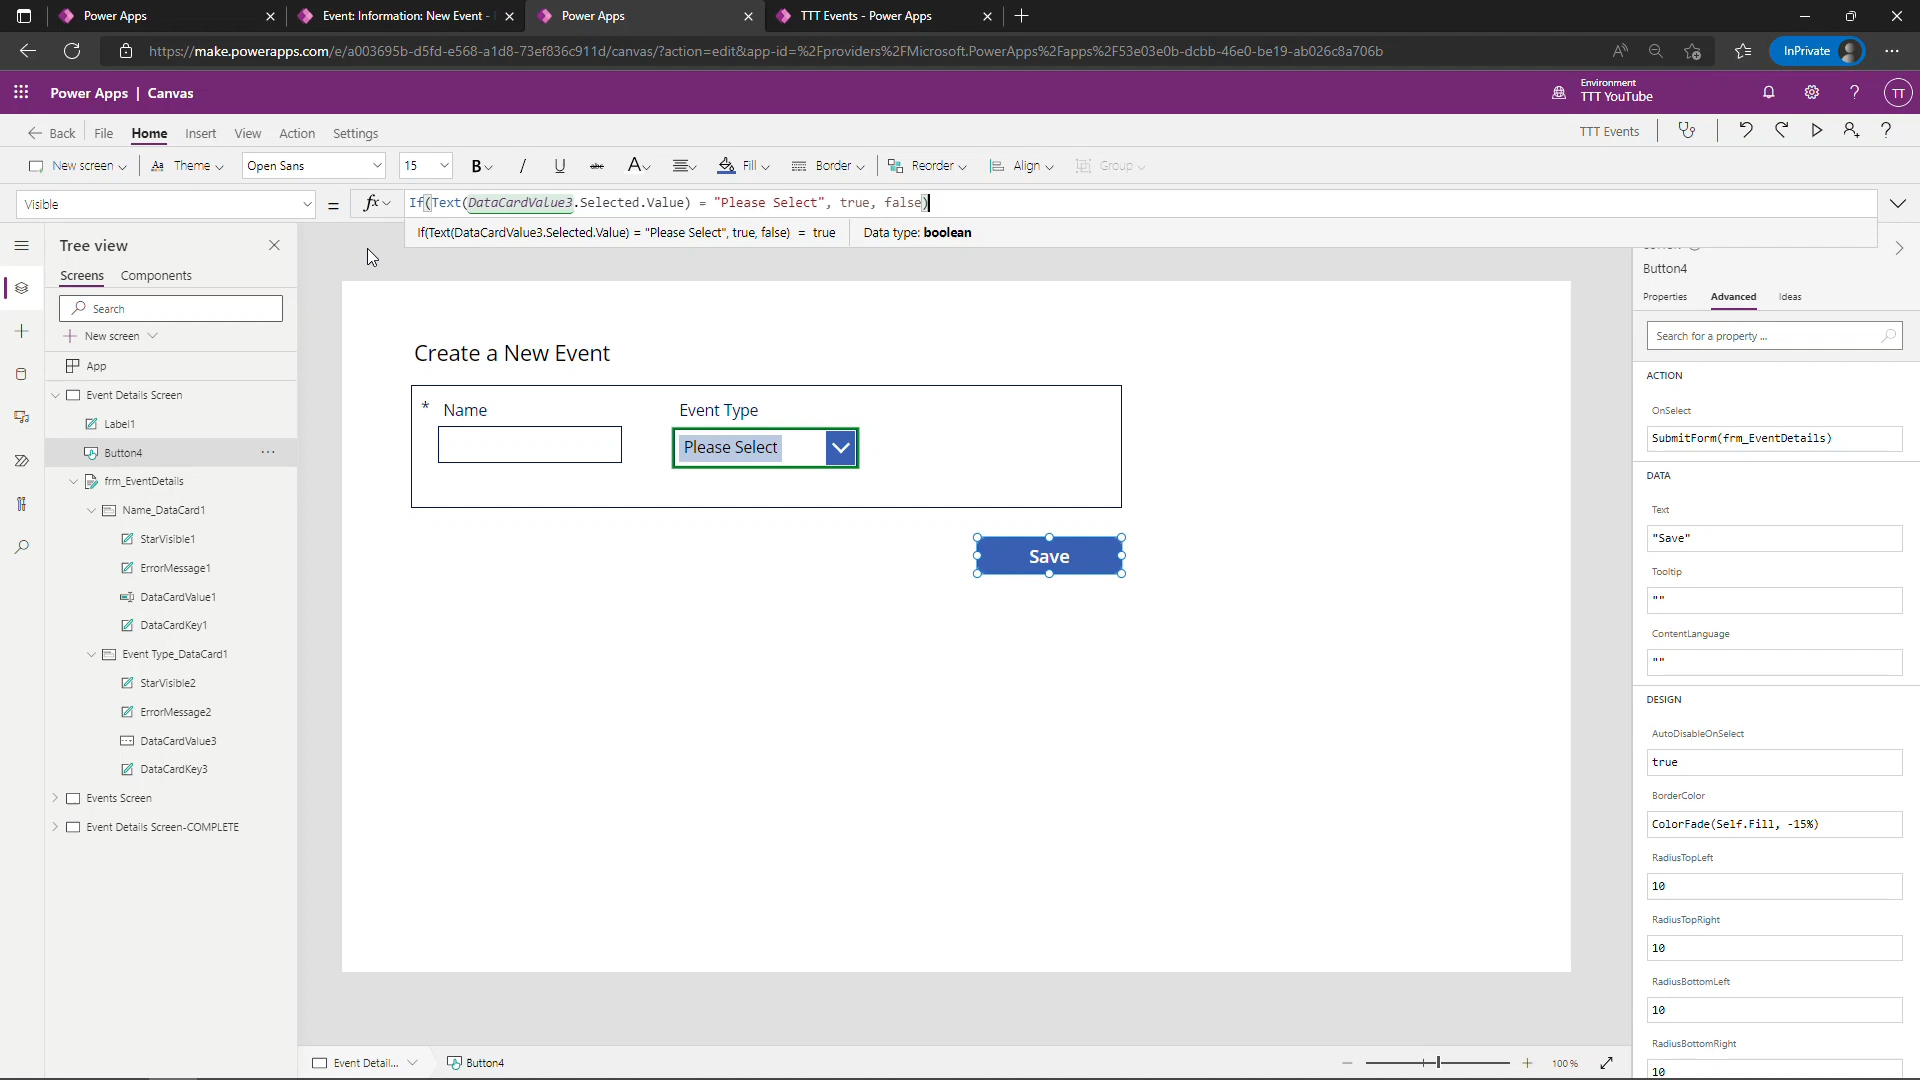 Power Apps
Event: Information: New Event -
Power Apps
TTT Events - Power Apps
https://make.powerapps.com/e/a003695b-d5fd-e568-a1d8-73ef836c911d/canvas/?action=edit&app-id=%2Fproviders%2FMicrosoft.PowerApps%2Fapps%2F53e03e0b-dcbb-46e0-be19-ab026c8a706b
InPrivate
Power Apps | Canvas
Environment
TTT YouTube
TT
Back
File
Home
Insert
View
Action
Settings
TTT Events
New screen
Theme
Open Sans
15
B
I
U
abc
A
Fill
Border
Reorder
Align
Group
Visible
=
fx
If(Text(DataCardValue3.Selected.Value) = "Please Select", true, false)
If(Text(DataCardValue3.Selected.Value) = "Please Select", true, false) = true
Data type: boolean
Tree view
Screens
Components
Search
New screen
App
Event Details Screen
Label1
Button4
frm_EventDetails
Name_DataCard1
StarVisible1
ErrorMessage1
DataCardValue1
DataCardKey1
Event Type_DataCard1
StarVisible2
ErrorMessage2
DataCardValue3
DataCardKey3
Events Screen
Event Details Screen-COMPLETE
Create a New Event
* Name
Event Type
Please Select
Save
Button4
Properties
Advanced
Ideas
Search for a property ...
ACTION
OnSelect
SubmitForm(frm_EventDetails)
DATA
Text
"Save"
Tooltip
""
ContentLanguage
""
DESIGN
AutoDisableOnSelect
true
BorderColor
ColorFade(Self.Fill, -15%)
RadiusTopLeft
10
RadiusTopRight
10
RadiusBottomLeft
10
RadiusBottomRight
10
Event Detail...
Button4
100 %